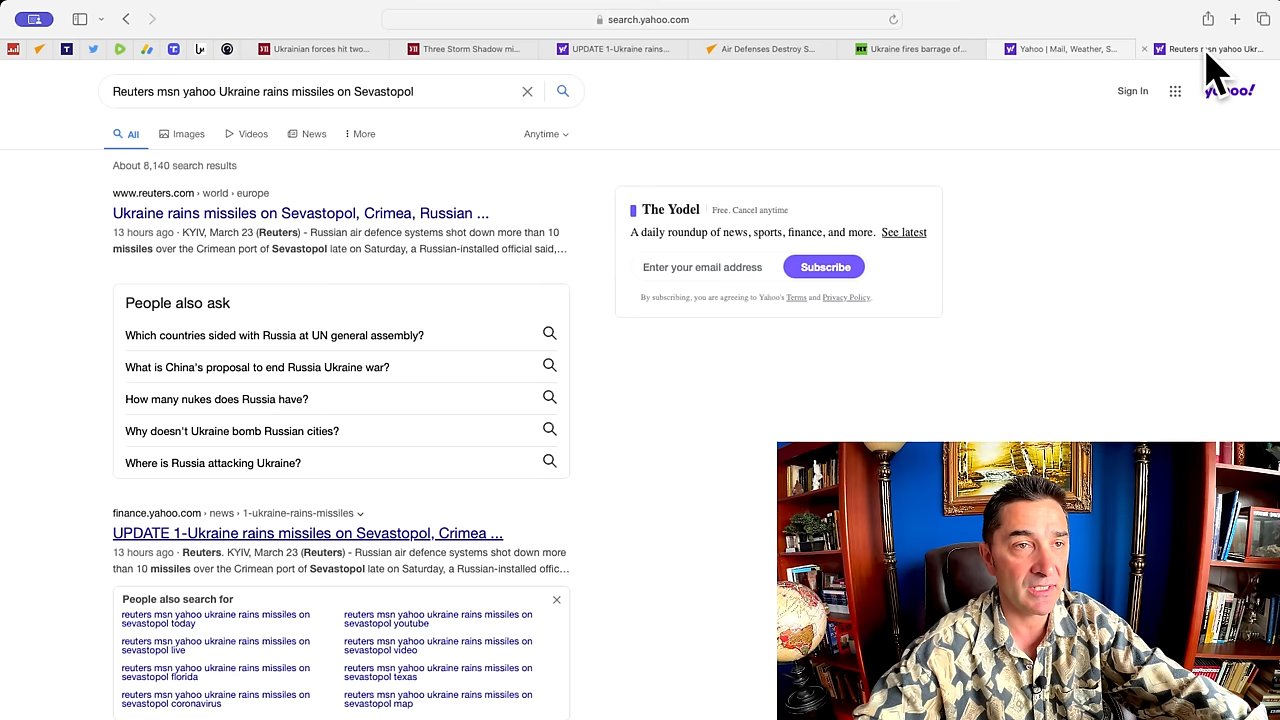 search.yahoo.com
Ukrainian forces hit two...
Three Storm Shadow mi...
UPDATE 1-Ukraine rains...
Air Defenses Destroy S...
Ukraine fires barrage of...
Yahoo | Mail, Weather, S...
Reuters msn yahoo Ukr...
Reuters msn yahoo Ukraine rains missiles on Sevastopol
Sign In
yahoo!
All
Images
Videos
News
More
Anytime
About 8,140 search results
www.reuters.com › world › europe
Ukraine rains missiles on Sevastopol, Crimea, Russian ...
13 hours ago · KYIV, March 23 (Reuters) - Russian air defence systems shot down more than 10
missiles over the Crimean port of Sevastopol late on Saturday, a Russian-installed official said,...
The Yodel
Free. Cancel anytime
A daily roundup of news, sports, finance, and more. See latest
Enter your email address
Subscribe
By subscribing, you are agreeing to Yahoo's Terms and Privacy Policy.
People also ask
Which countries sided with Russia at UN general assembly?
What is China's proposal to end Russia Ukraine war?
How many nukes does Russia have?
Why doesn't Ukraine bomb Russian cities?
Where is Russia attacking Ukraine?
finance.yahoo.com › news › 1-ukraine-rains-missiles
UPDATE 1-Ukraine rains missiles on Sevastopol, Crimea ...
13 hours ago · Reuters. KYIV, March 23 (Reuters) - Russian air defence systems shot down more
than 10 missiles over the Crimean port of Sevastopol late on Saturday, a Russian-installed offic...
People also search for
reuters msn yahoo ukraine rains missiles on
sevastopol today
reuters msn yahoo ukraine rains missiles on
sevastopol youtube
reuters msn yahoo ukraine rains missiles on
sevastopol live
reuters msn yahoo ukraine rains missiles on
sevastopol video
reuters msn yahoo ukraine rains missiles on
sevastopol florida
reuters msn yahoo ukraine rains missiles on
sevastopol texas
reuters msn yahoo ukraine rains missiles on
sevastopol coronavirus
reuters msn yahoo ukraine rains missiles on
sevastopol map